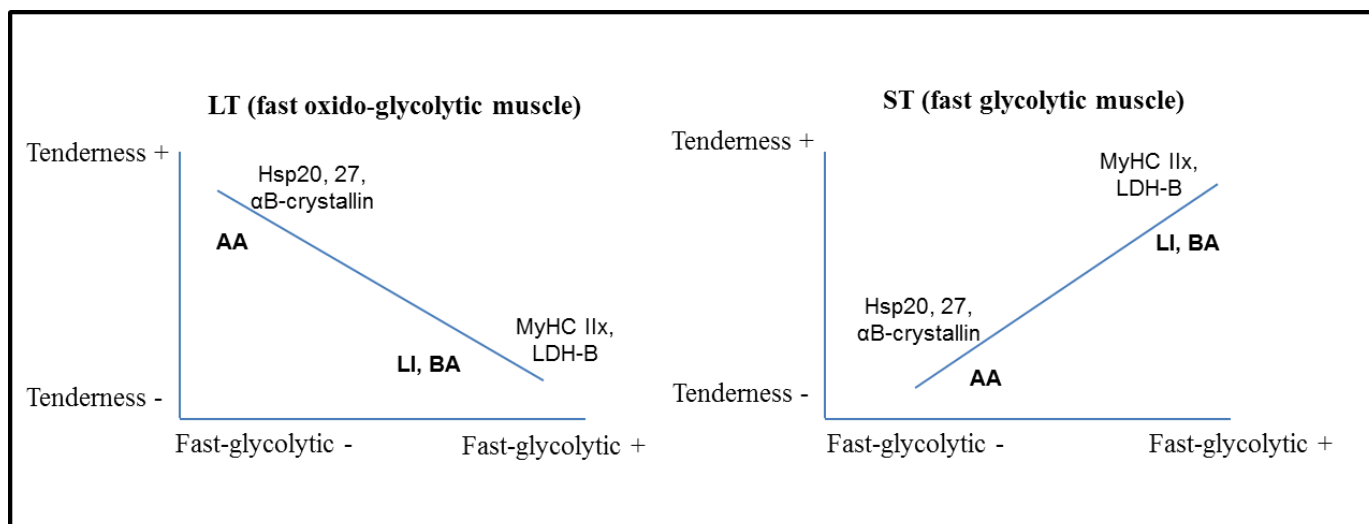 LT (fast oxido-glycolytic muscle)
Tenderness +
Hsp20, 27,
αB-crystallin
AA
MyHC IIx,
LDH-B
LI, BA
Tenderness -
Fast-glycolytic -
Fast-glycolytic +
ST (fast glycolytic muscle)
Tenderness +
MyHC IIx,
LDH-B
LI, BA
Hsp20, 27,
αB-crystallin
AA
Tenderness -
Fast-glycolytic -
Fast-glycolytic +